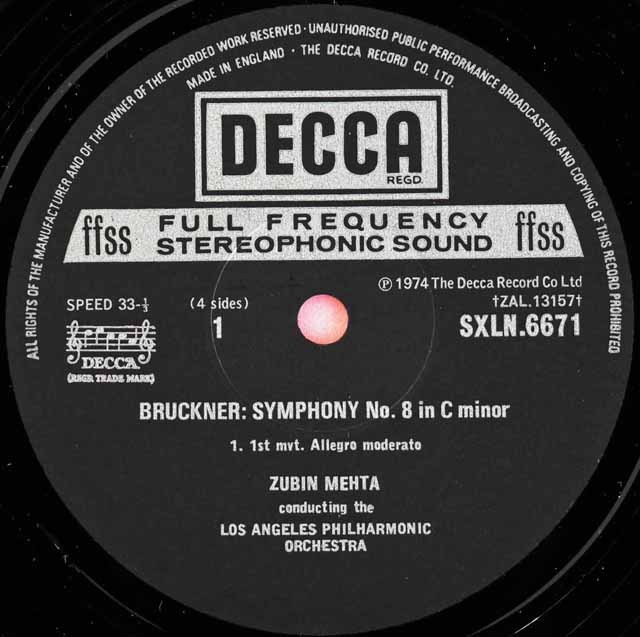 ALL RIGHTS OF THE MANUFACTURER AND OF THE OWNER OF THE RECORDED WORK RESERVED · UNAUTHORISED PUBLIC PERFORMANCE BROADCASTING AND COPYING OF THIS RECORD PROHIBITED
MADE IN ENGLAND · THE DECCA RECORD CO. LTD.
DECCA
REGD.
ffss FULL FREQUENCY STEREOPHONIC SOUND ffss
℗ 1974 The Decca Record Co Ltd
SPEED 33-⅓ (4 sides) †ZAL.13157†
1 SXLN.6671
DECCA
(REGD. TRADE MARK)
BRUCKNER: SYMPHONY No. 8 in C minor
1. 1st mvt. Allegro moderato
ZUBIN MEHTA
conducting the
LOS ANGELES PHILHARMONIC
ORCHESTRA